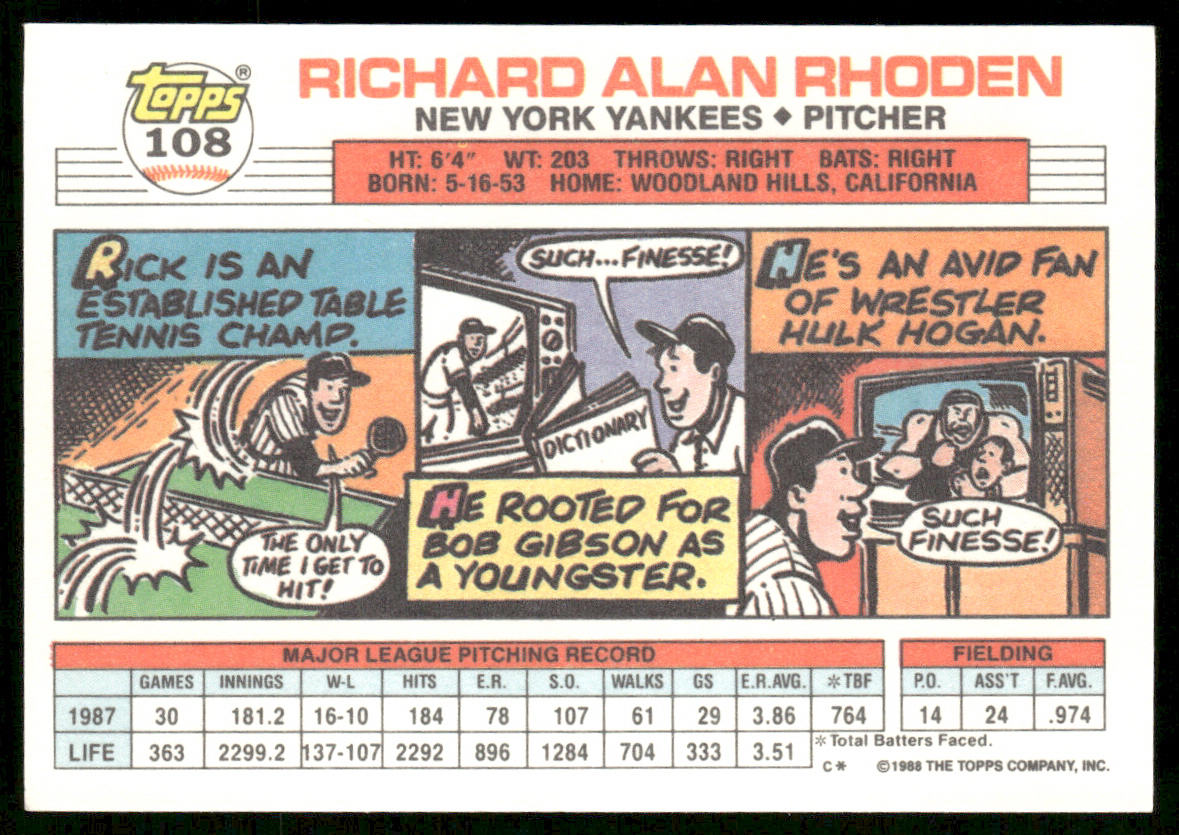 Topps®
108
RICHARD ALAN RHODEN
NEW YORK YANKEES ◆ PITCHER
HT: 6'4" WT: 203 THROWS: RIGHT BATS: RIGHT
BORN: 5-16-53 HOME: WOODLAND HILLS, CALIFORNIA
RICK IS AN
ESTABLISHED TABLE
TENNIS CHAMP.
THE ONLY
TIME I GET TO
HIT!
SUCH...FINESSE!
DICTIONARY
HE ROOTED FOR
BOB GIBSON AS
A YOUNGSTER.
HE'S AN AVID FAN
OF WRESTLER
HULK HOGAN.
SUCH
FINESSE!
MAJOR LEAGUE PITCHING RECORD
GAMES INNINGS W-L HITS E.R. S.O. WALKS GS E.R.AVG. *TBF
1987 30 181.2 16-10 184 78 107 61 29 3.86 764
LIFE 363 2299.2 137-107 2292 896 1284 704 333 3.51
FIELDING
P.O. ASS'T F.AVG.
14 24 .974
*Total Batters Faced.
C* ©1988 THE TOPPS COMPANY, INC.